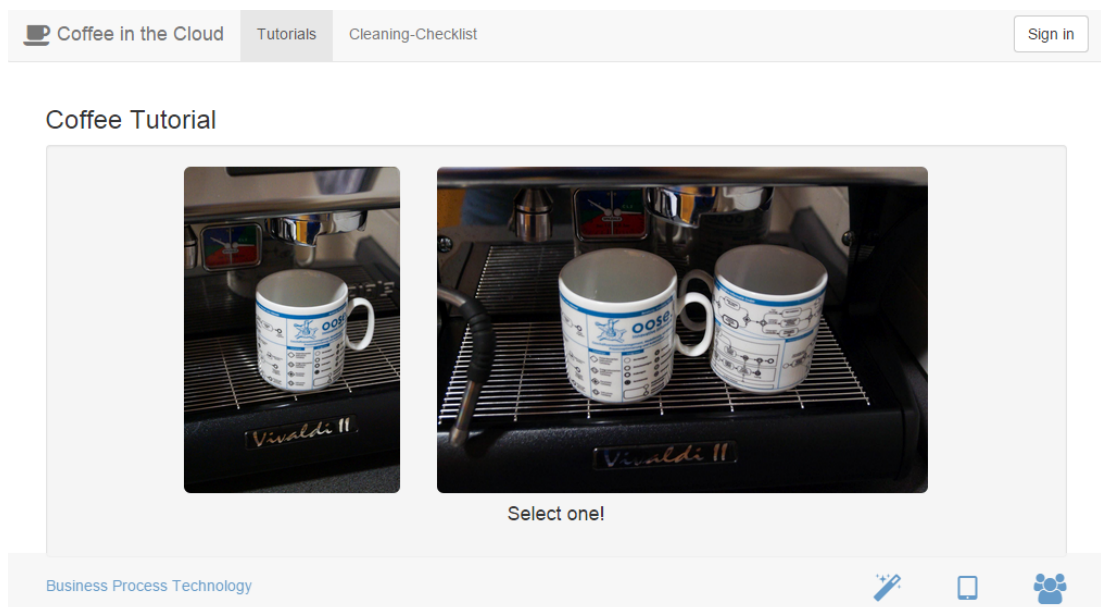 Coffee in the Cloud
Tutorials
Cleaning-Checklist
Sign in
Coffee Tutorial
oose
oose
Vivaldi II
Vivaldi II
Select one!
Business Process Technology